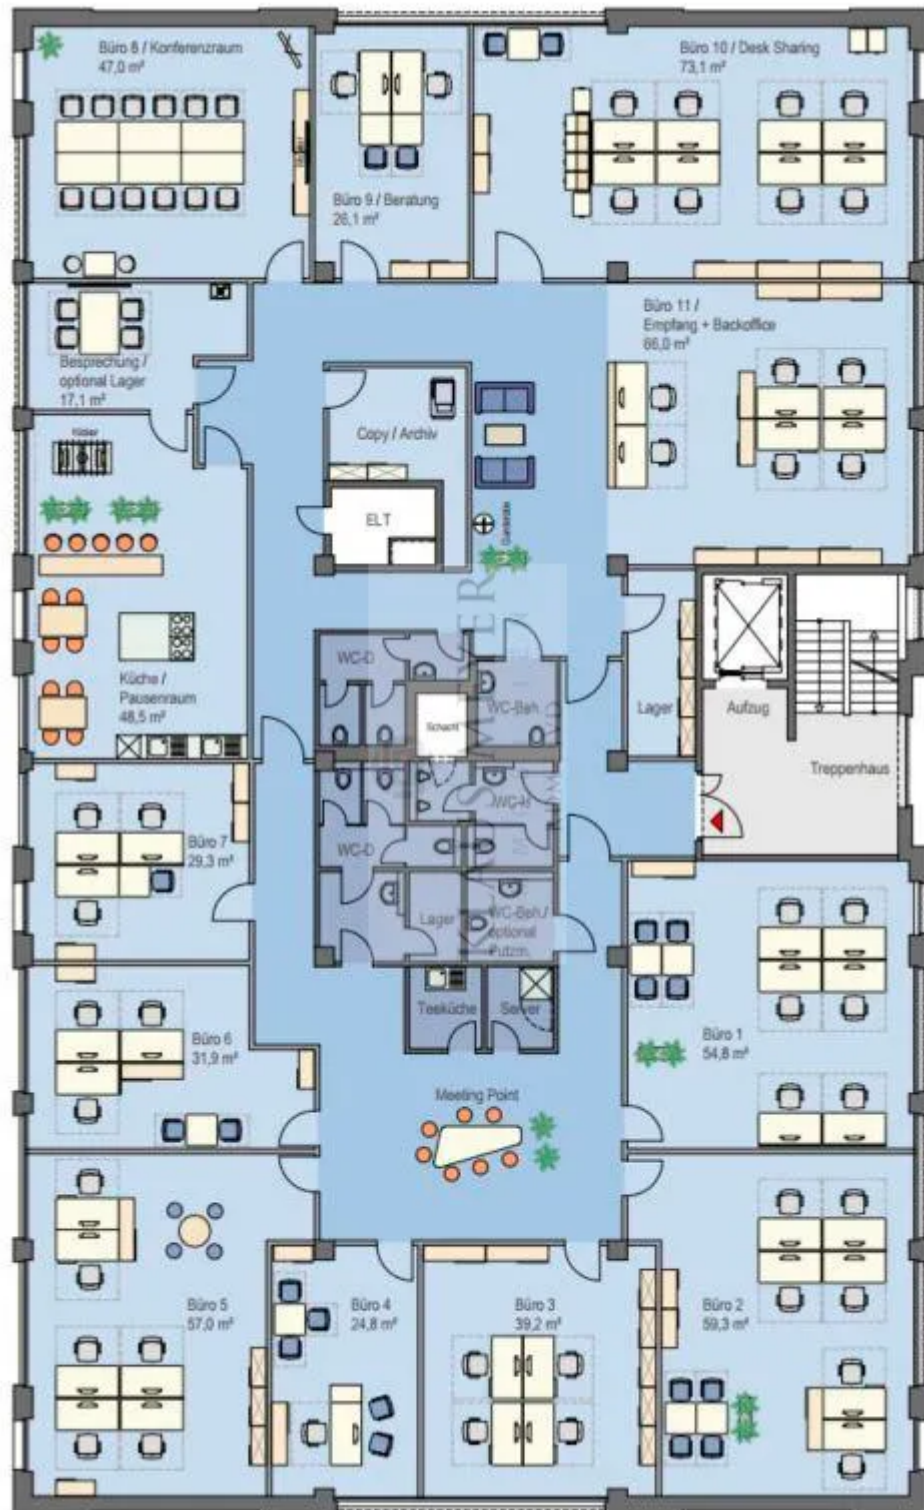 Büro 8 / Konferenzraum
47,0 m²
Büro 9 / Beratung
26,1 m²
Büro 10 / Desk Sharing
73,1 m²
Büro 11 /
Empfang + Backoffice
66,0 m²
Besprechung /
optional Lager
17,1 m²
Kicker
Copy / Archiv
ELT
Garderobe
Küche /
Pausenraum
48,5 m²
WC-D
WC-Beh.
Schacht
Lager
Aufzug
Treppenhaus
WC-H
WC-D
Lager
WC-Beh./
optional
Putzm.
Büro 7
29,3 m²
Teeküche
Server
Büro 6
31,9 m²
Büro 1
54,8 m²
Meeting Point
Büro 5
57,0 m²
Büro 4
24,8 m²
Büro 3
39,2 m²
Büro 2
59,3 m²